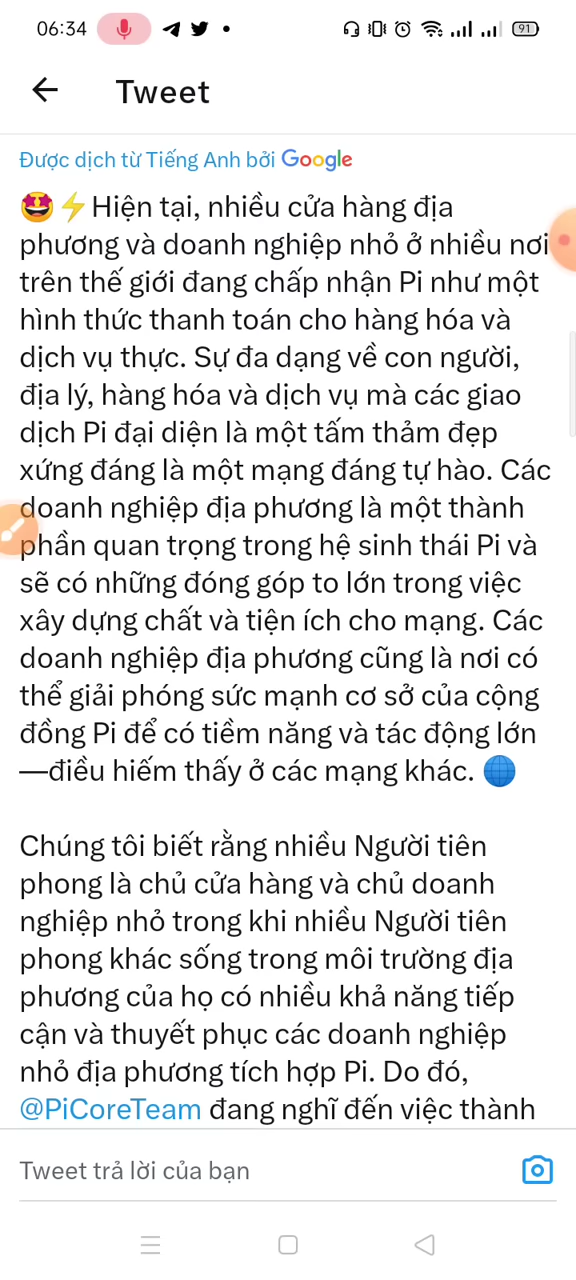 06:34
91
Tweet
Được dịch từ Tiếng Anh bởi Google
🤩⚡Hiện tại, nhiều cửa hàng địa
phương và doanh nghiệp nhỏ ở nhiều nơi
trên thế giới đang chấp nhận Pi như một
hình thức thanh toán cho hàng hóa và
dịch vụ thực. Sự đa dạng về con người,
địa lý, hàng hóa và dịch vụ mà các giao
dịch Pi đại diện là một tấm thảm đẹp
xứng đáng là một mạng đáng tự hào. Các
doanh nghiệp địa phương là một thành
phần quan trọng trong hệ sinh thái Pi và
sẽ có những đóng góp to lớn trong việc
xây dựng chất và tiện ích cho mạng. Các
doanh nghiệp địa phương cũng là nơi có
thể giải phóng sức mạnh cơ sở của cộng
đồng Pi để có tiềm năng và tác động lớn
—điều hiếm thấy ở các mạng khác. 🌐
Chúng tôi biết rằng nhiều Người tiên
phong là chủ cửa hàng và chủ doanh
nghiệp nhỏ trong khi nhiều Người tiên
phong khác sống trong môi trường địa
phương của họ có nhiều khả năng tiếp
cận và thuyết phục các doanh nghiệp
nhỏ địa phương tích hợp Pi. Do đó,
@PiCoreTeam đang nghĩ đến việc thành
Tweet trả lời của bạn